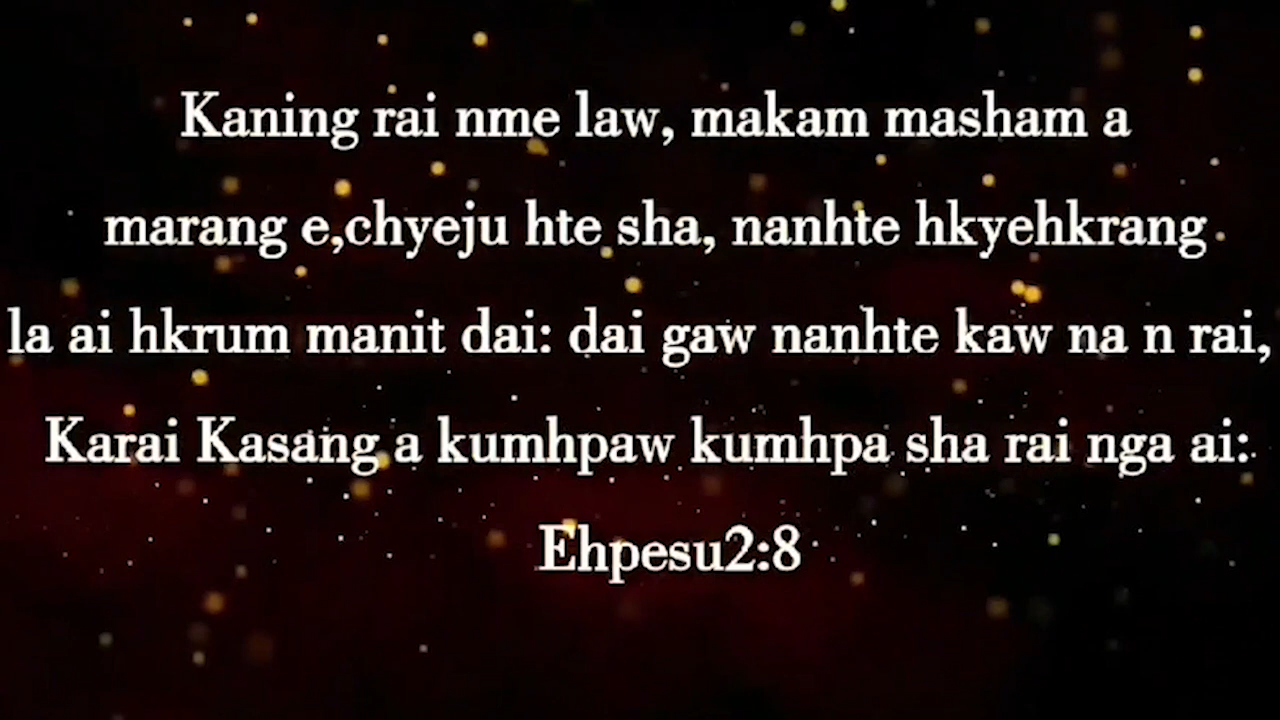 Kaning rai nme law, makam masham a
marang e,chyeju hte sha, nanhte hkyehkrang
la ai hkrum manit dai: dai gaw nanhte kaw na n rai,
Karai Kasang a kumhpaw kumhpa sha rai nga ai:
Ehpesu2:8